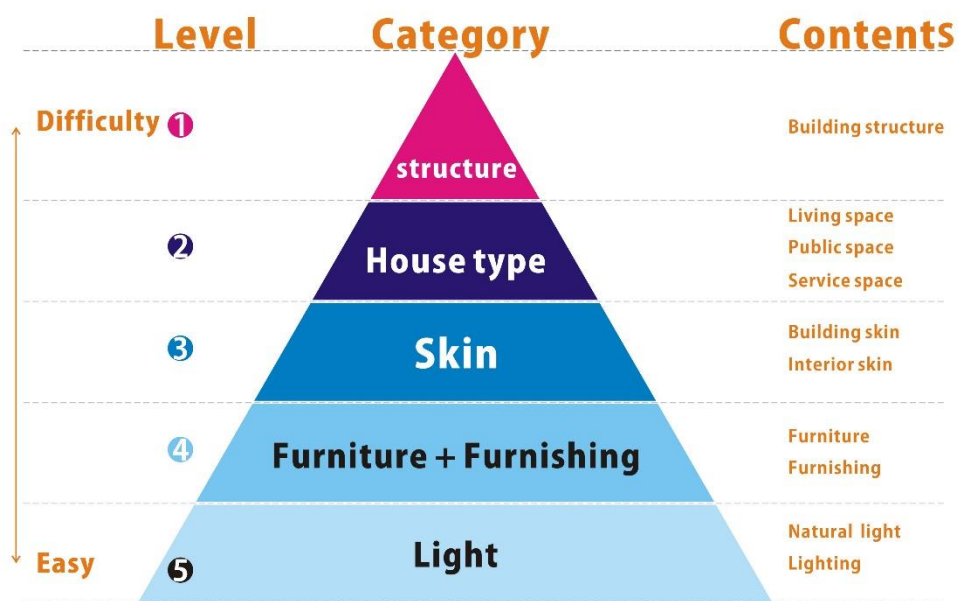 Level Category Contents
Difficulty 1 structure Building structure
2 House type Living space
Public space
Service space
3 Skin Building skin
Interior skin
4 Furniture + Furnishing Furniture
Furnishing
Easy 5 Light Natural light
Lighting